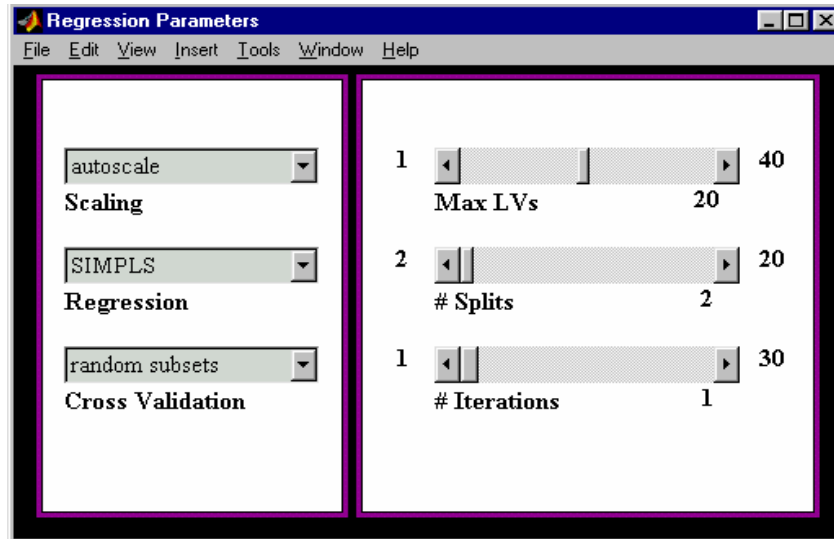 Regression Parameters
File Edit View Insert Tools Window Help
autoscale
Scaling
SIMPLS
Regression
random subsets
Cross Validation
1 40
Max LVs 20
2 20
# Splits 2
1 30
# Iterations 1